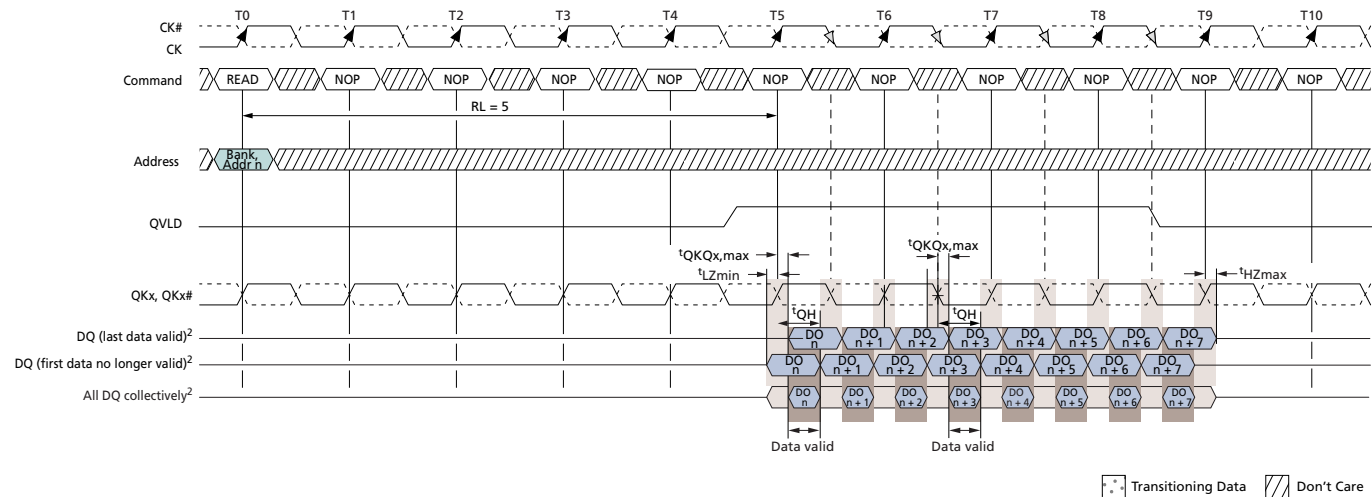 T0 T1 T2 T3 T4 T5 T6 T7 T8 T9 T10
CK#
CK
Command READ NOP NOP NOP NOP NOP NOP NOP NOP NOP NOP
RL = 5
Address Bank, Addr n
QVLD
tQKQx,max tQKQx,max
tLZmin tHZmax
QKx, QKx#
tQH tQH
DQ (last data valid)2 DO n DO n + 1 DO n + 2 DO n + 3 DO n + 4 DO n + 5 DO n + 6 DO n + 7
DQ (first data no longer valid)2 DO n DO n + 1 DO n + 2 DO n + 3 DO n + 4 DO n + 5 DO n + 6 DO n + 7
All DQ collectively2 DO n DO n + 1 DO n + 2 DO n + 3 DO n + 4 DO n + 5 DO n + 6 DO n + 7
Data valid Data valid
Transitioning Data Don't Care